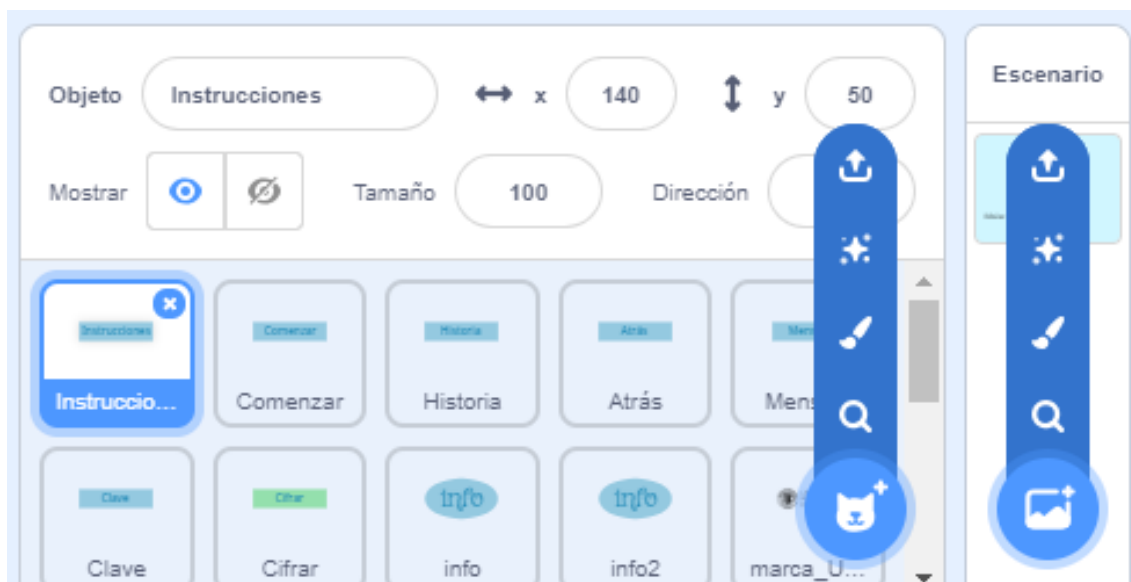 Escenario
Objeto Instrucciones x 140 y 50
Mostrar Tamaño 100 Dirección
Instrucciones Comenzar Historia Atrás
Instruccio... Comenzar Historia Atrás
Clave Cifrar info info
Clave Cifrar info info2 marca_U...